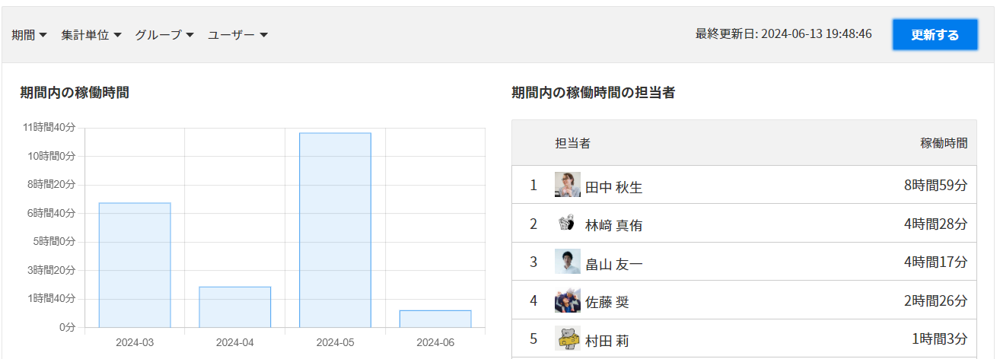 期間 集計単位 グループ ユーザー 最終更新日: 2024-06-13 19:48:46 更新する
期間内の稼働時間
11時間40分
10時間0分
8時間20分
6時間40分
5時間0分
3時間20分
1時間40分
0分
2024-03 2024-04 2024-05 2024-06
期間内の稼働時間の担当者
担当者 稼働時間
1 田中 秋生 8時間59分
2 林﨑 真侑 4時間28分
3 畠山 友一 4時間17分
4 佐藤 奨 2時間26分
5 村田 莉 1時間3分